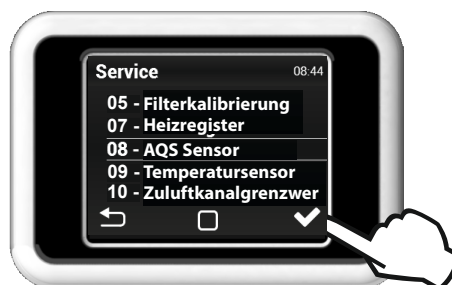 Service 08:44
05 - Filterkalibrierung
07 - Heizregister
08 - AQS Sensor
09 - Temperatursensor
10 - Zuluftkanalgrenzwer